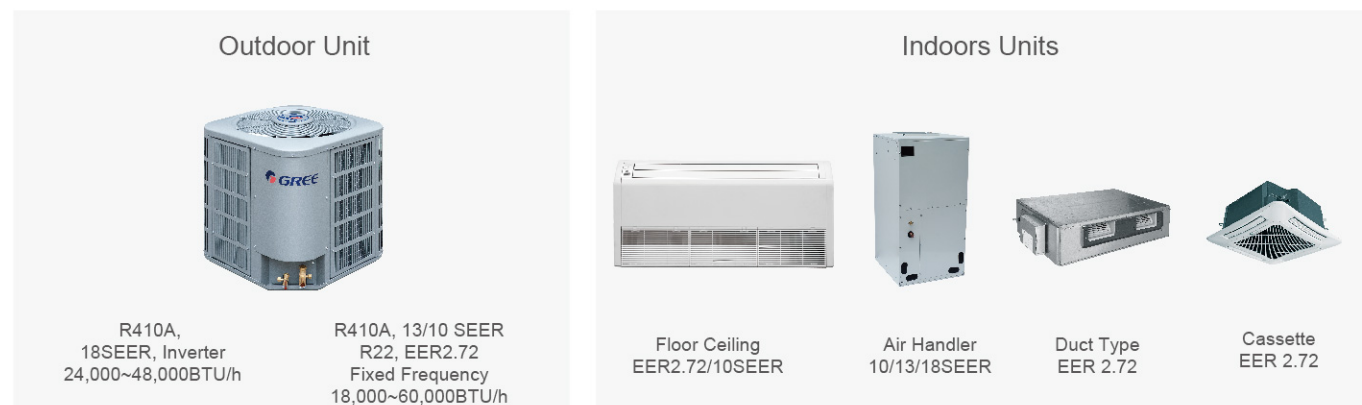 Outdoor Unit
GREE
R410A,
18SEER, Inverter
24,000~48,000BTU/h
R410A, 13/10 SEER
R22, EER2.72
Fixed Frequency
18,000~60,000BTU/h
Indoors Units
Floor Ceiling
EER2.72/10SEER
Air Handler
10/13/18SEER
Duct Type
EER 2.72
Cassette
EER 2.72